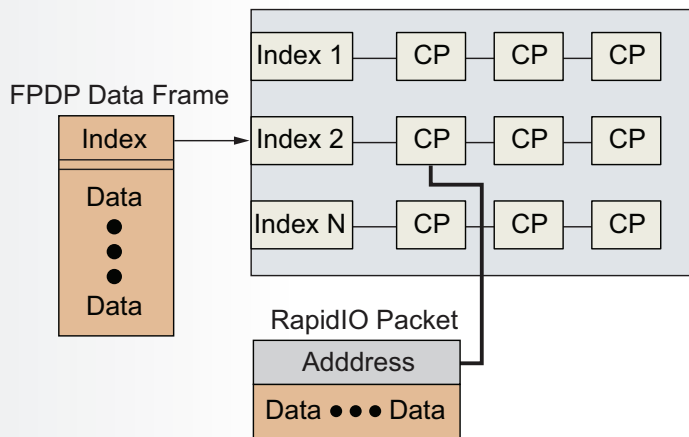 Index 1 CP CP CP
FPDP Data Frame
Index
Index 2 CP CP CP
Data
Data
Index N CP CP CP
RapidIO Packet
Adddress
Data ●●● Data